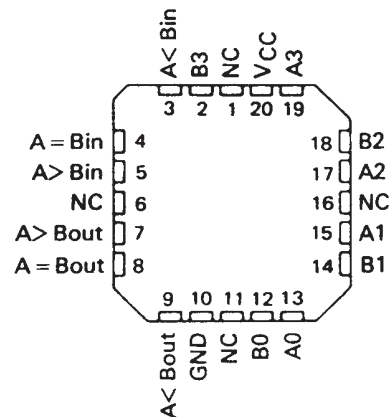 A< Bin
B3
NC
VCC
A3
3 2 1 20 19
A = Bin 4
A> Bin 5
NC 6
A> Bout 7
A = Bout 8
18 B2
17 A2
16 NC
15 A1
14 B1
9 10 11 12 13
A< Bout
GND
NC
B0
A0